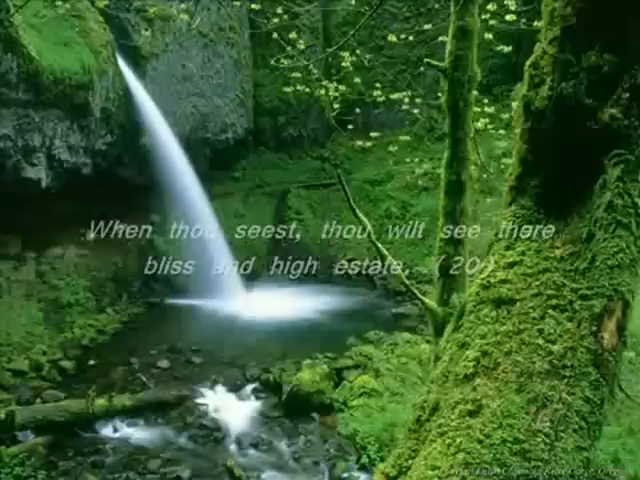 When thou seest, thou wilt see there
bliss and high estate. (20)